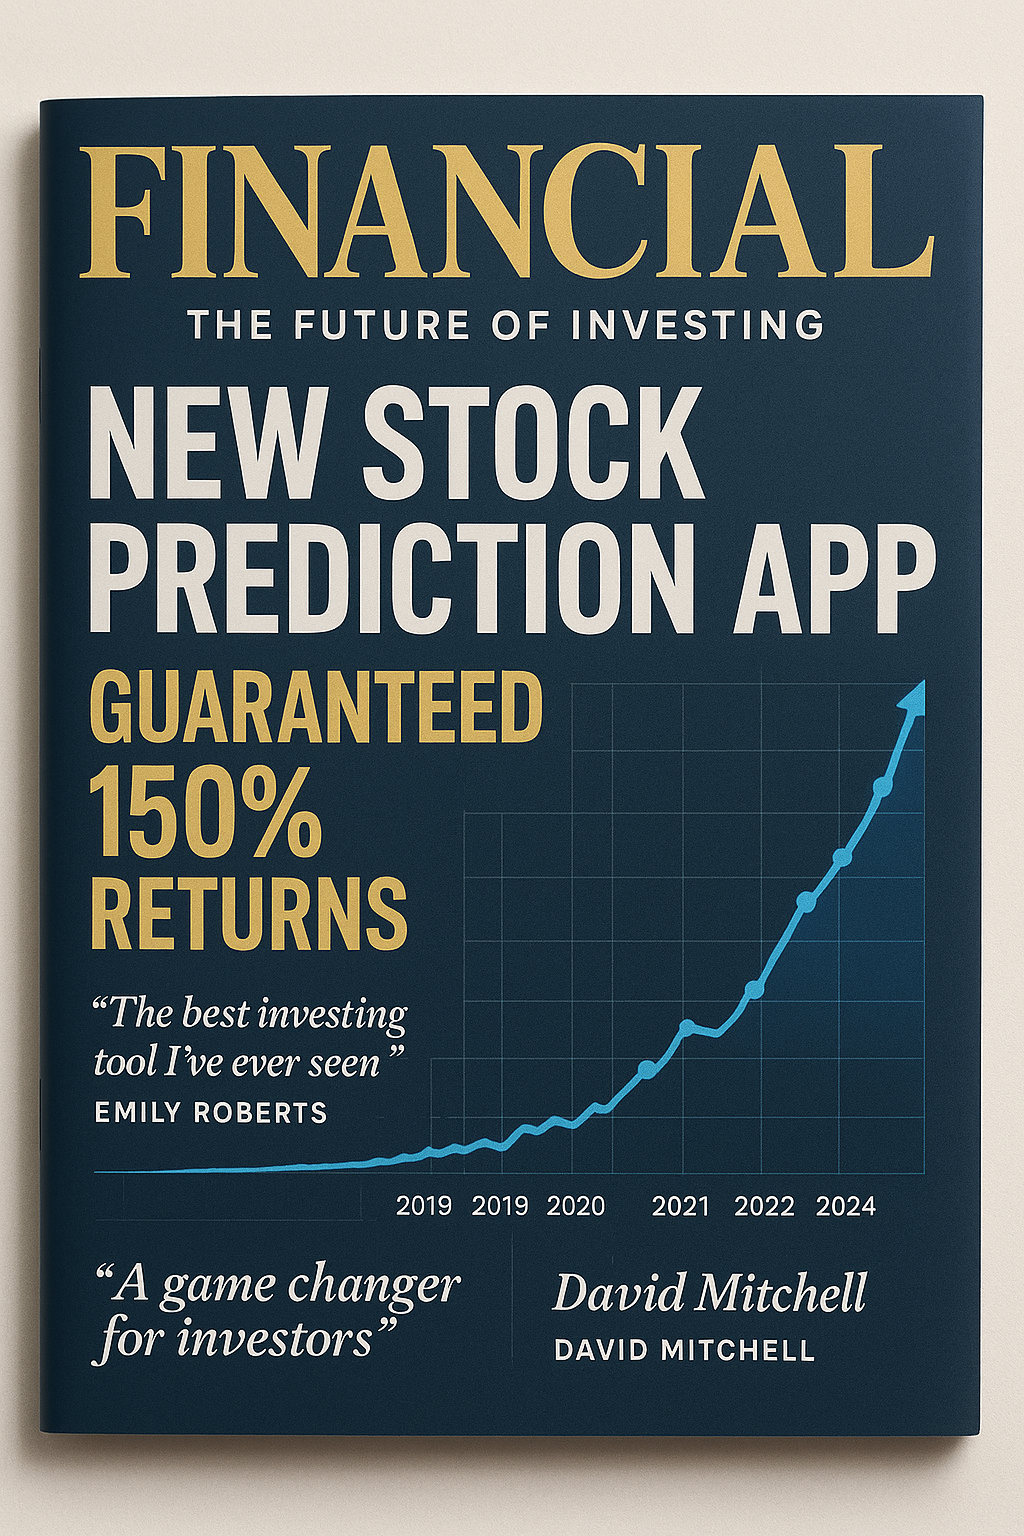 FINANCIAL
THE FUTURE OF INVESTING
NEW STOCK
PREDICTION APP
GUARANTEED
150%
RETURNS
“The best investing
tool I’ve ever seen”
EMILY ROBERTS
2019 2019 2020 2021 2022 2024
“A game changer
for investors”
David Mitchell
DAVID MITCHELL